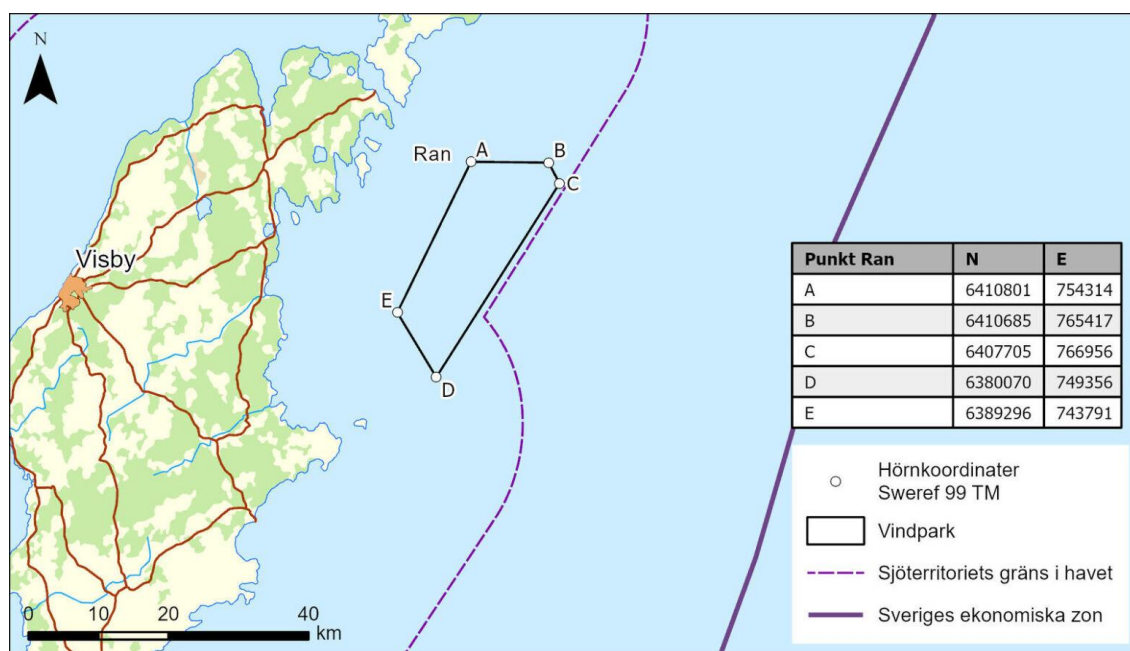 N
Ran
A
B
C
Visby
E
D
Punkt Ran N E
A 6410801 754314
B 6410685 765417
C 6407705 766956
D 6380070 749356
E 6389296 743791
Hörnkoordinater
Sweref 99 TM
Vindpark
Sjöterritoriets gräns i havet
Sveriges ekonomiska zon
0 10 20 40
km